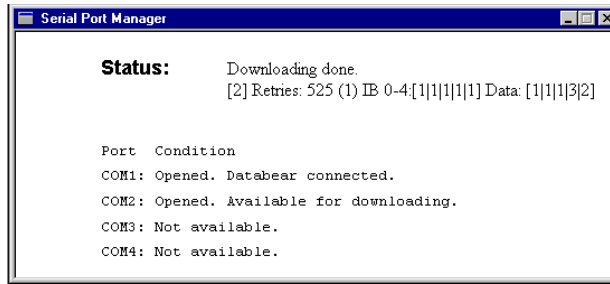 Serial Port Manager
Status: Downloading done.
[2] Retries: 525 (1) IB 0-4:[1|1|1|1|1] Data: [1|1|1|3|2]
Port Condition
COM1: Opened. Databear connected.
COM2: Opened. Available for downloading.
COM3: Not available.
COM4: Not available.